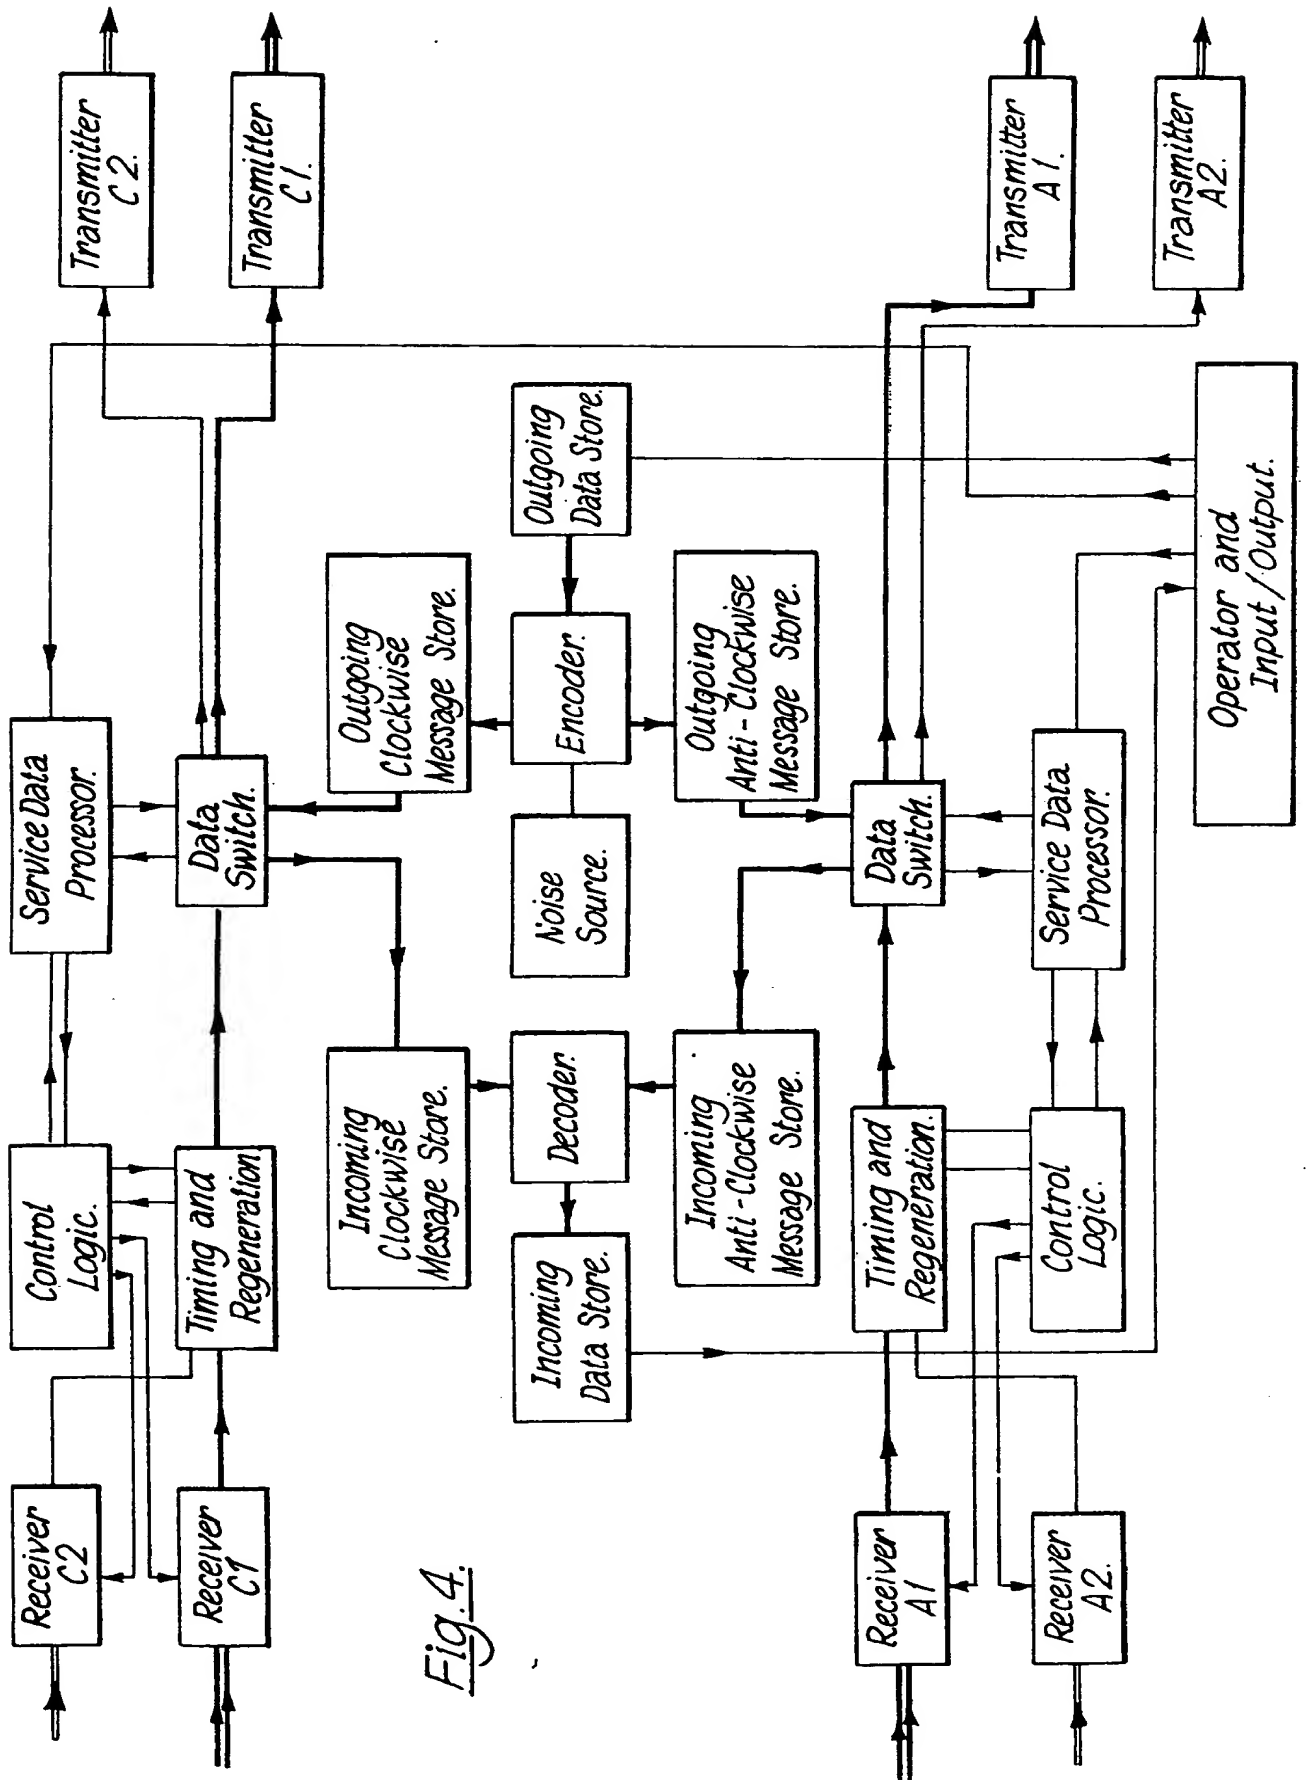 Receiver
C2
Control
Logic.
Service Data
Processor.
Transmitter
C2.
Receiver
C1
Timing and
Regeneration
Data
Switch.
Transmitter
C1.
Incoming
Clockwise
Message Store.
Outgoing
Clockwise
Message Store.
Incoming
Data Store.
Decoder.
Noise
Source.
Encoder.
Outgoing
Data Store.
Incoming
Anti-Clockwise
Message Store.
Outgoing
Anti-Clockwise
Message Store.
Receiver
A1
Timing and
Regeneration.
Data
Switch.
Transmitter
A1.
Receiver
A2.
Control
Logic.
Service Data
Processor.
Transmitter
A2.
Operator and
Input/Output.
Fig.4.